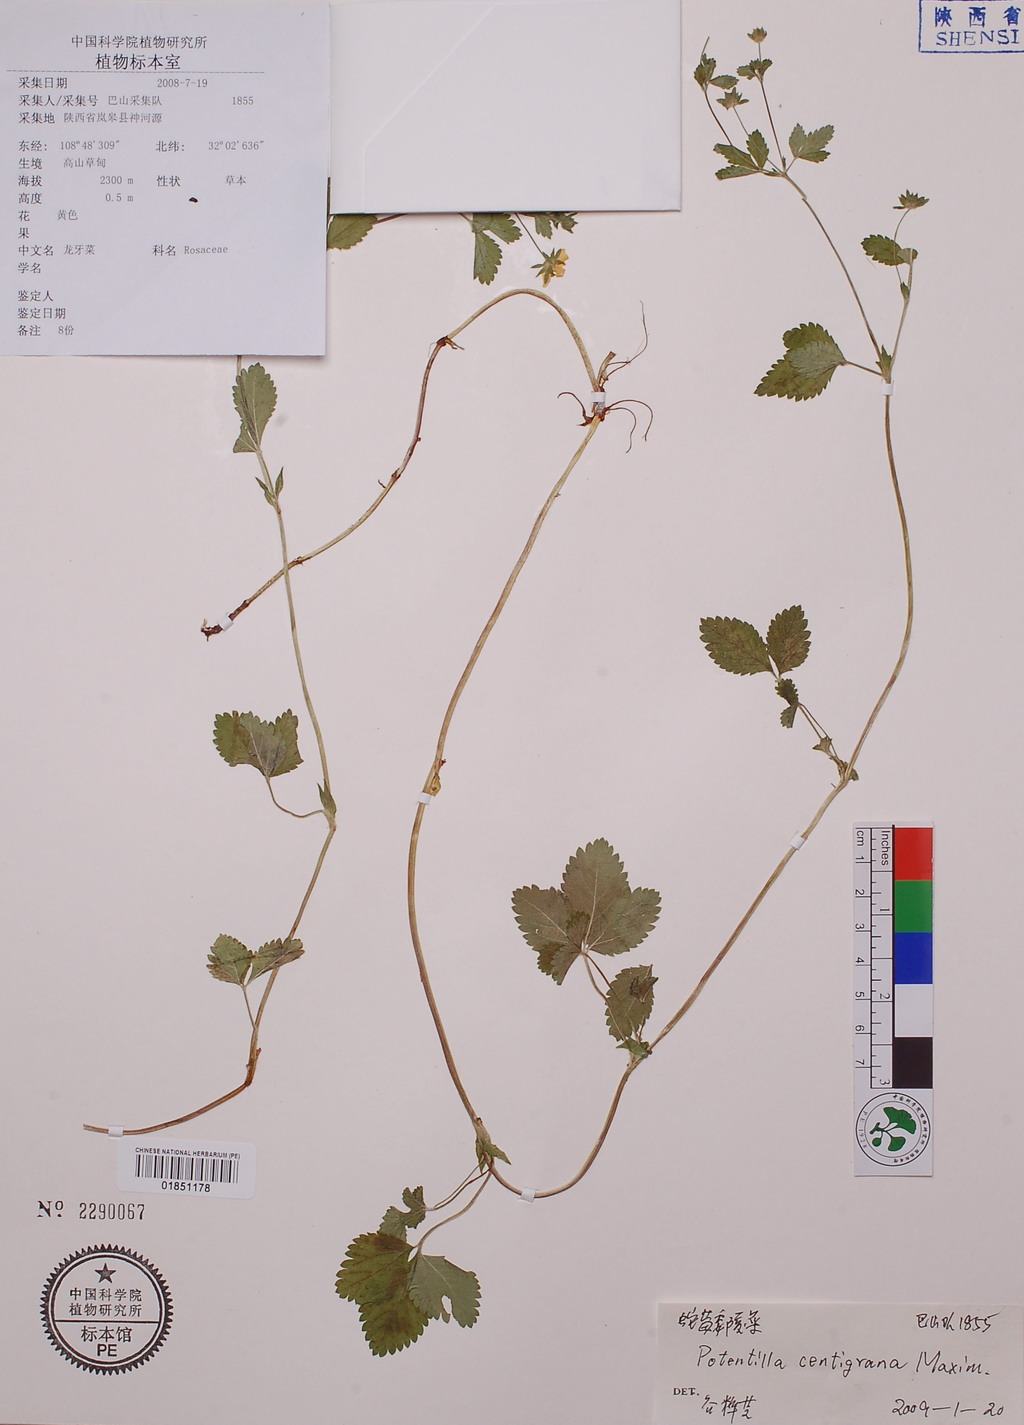 中国科学院植物研究所
植物标本室
采集日期 2008-7-19
采集人/采集号 巴山采集队 1855
采集地 陕西省岚皋县神河源
东经: 108°48'309" 北纬: 32°02'636"
生境 高山草甸
海拔 2300 m 性状 草本
高度 0.5 m
花 黄色
果
中文名 龙牙菜 科名 Rosaceae
学名
鉴定人
鉴定日期
备注 8份
陝西省
SHENSI
cm 1 2 3 4 5 6 7
Inches 1 2 3
CHINESE NATIONAL HERBARIUM (PE)
01851178
No 2290067
中国科学院
植物研究所
标本馆
PE
蛇莓委陵菜 巴山队1855
Potentilla centigrana Maxim.
DET.
2009-1-20